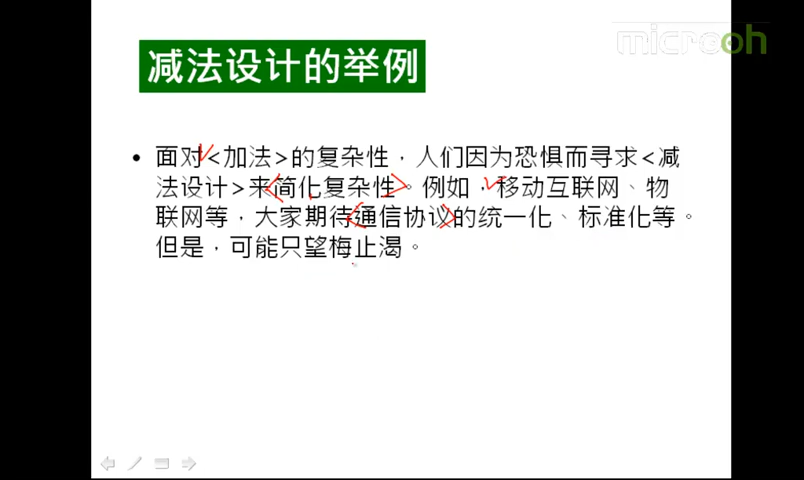 microoh
减法设计的举例
• 面对<加法>的复杂性，人们因为恐惧而寻求<减
法设计>来简化复杂性。例如，移动互联网、物
联网等，大家期待通信协议的统一化、标准化等。
但是，可能只望梅止渴。